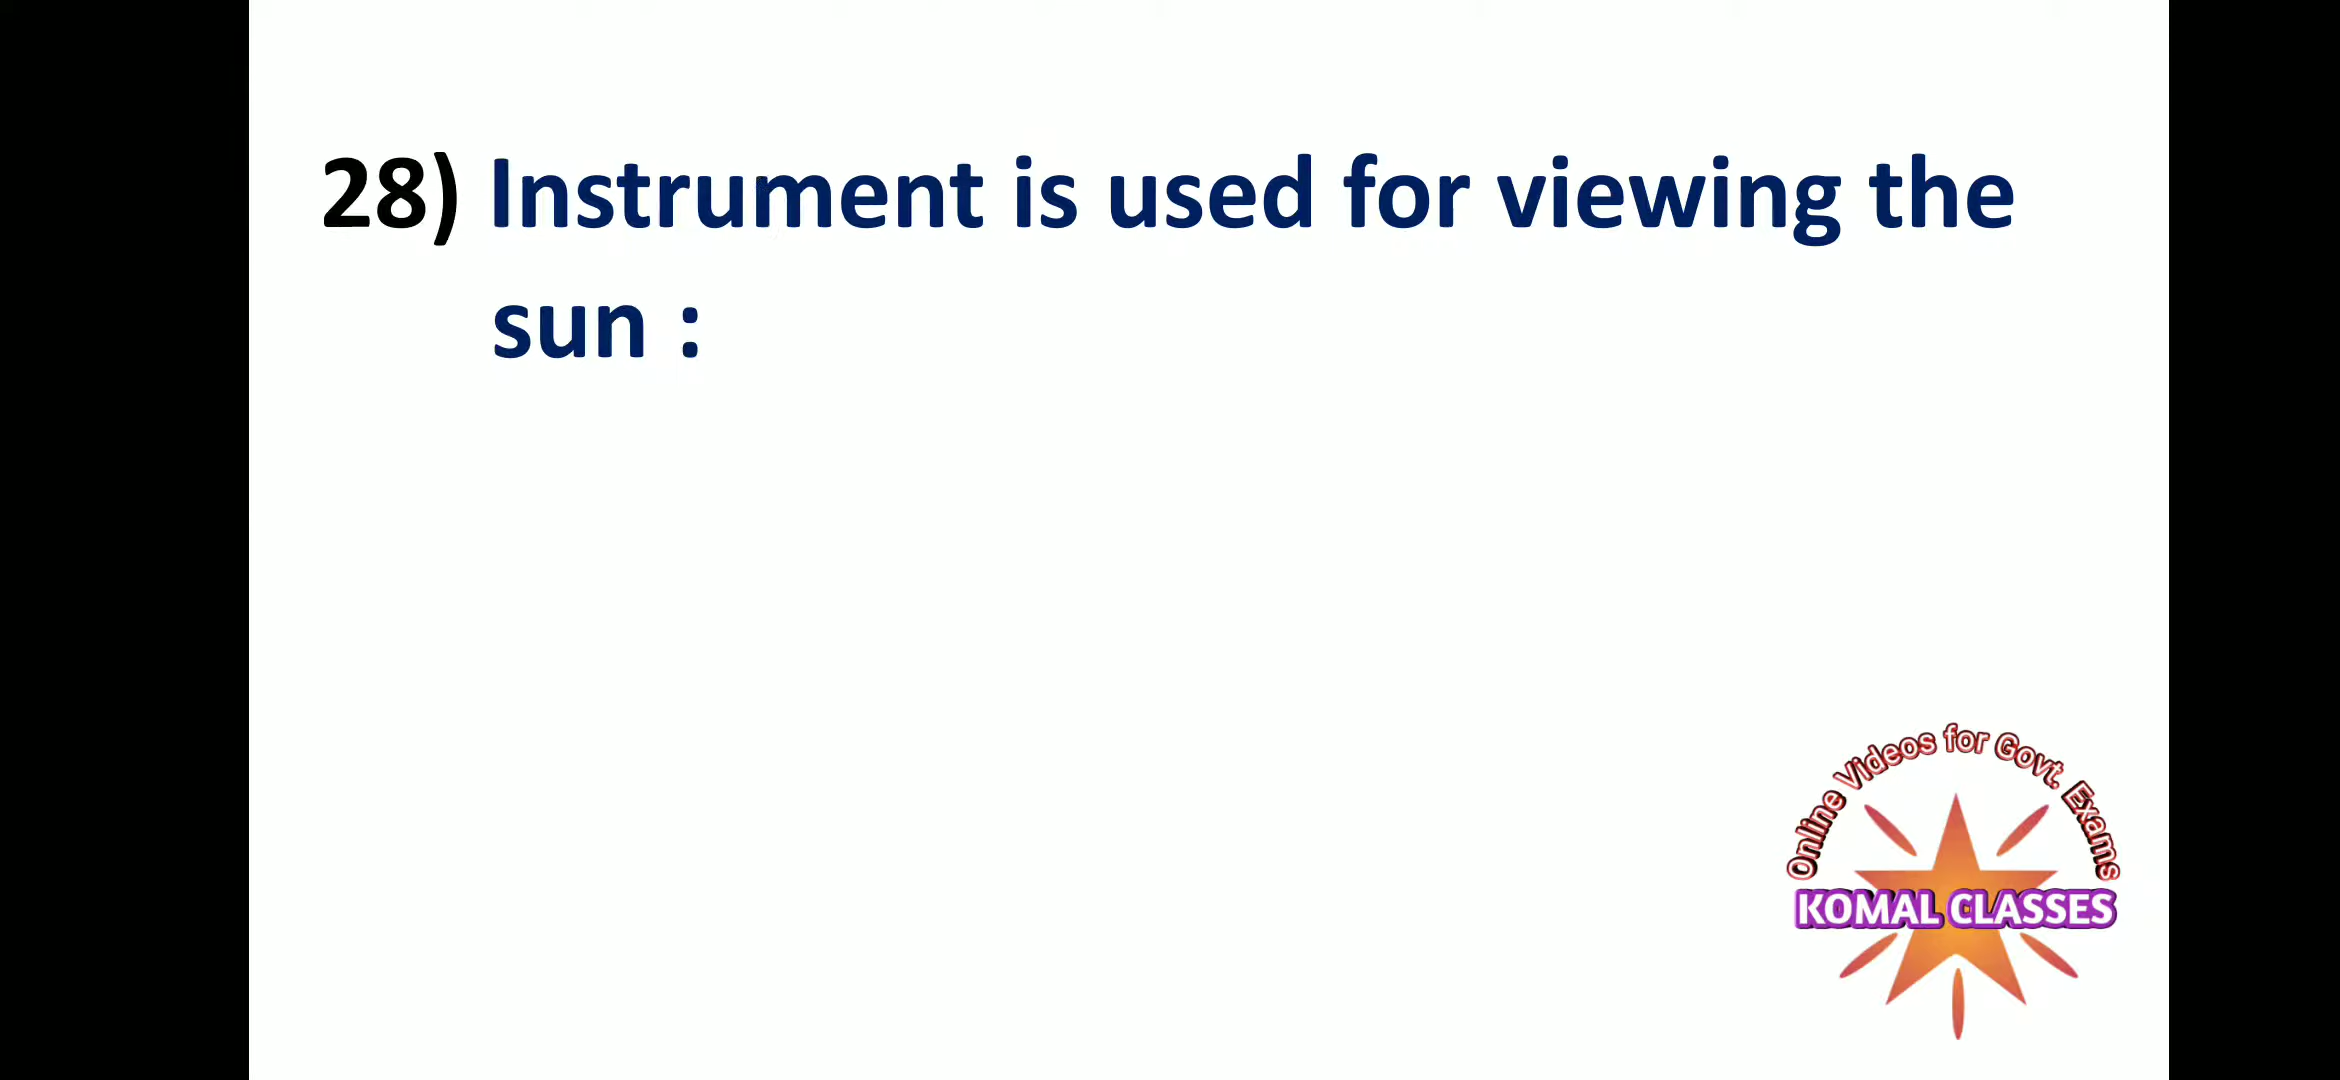 28) Instrument is used for viewing the
sun :
Online Videos for Govt. Exams
KOMAL CLASSES